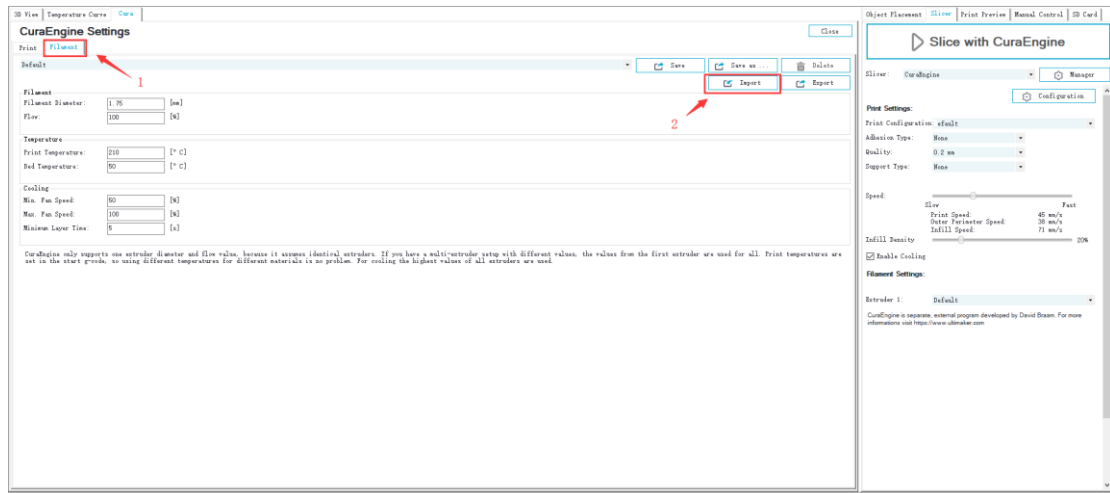 3D View Temperature Curve Cura
CuraEngine Settings
Close
Print Filament
1
Default
Save Save as ... Delete
Import Export
2
Filament
Filament Diameter: 1.75 [mm]
Flow: 100 [%]
Temperature
Print Temperature: 210 [° C]
Bed Temperature: 50 [° C]
Cooling
Min. Fan Speed: 50 [%]
Max. Fan Speed: 100 [%]
Minimum Layer Time: 5 [s]
CuraEngine only supports one extruder diameter and flow value, because it assumes identical extruders. If you have a multi-extruder setup with different values, the values from the first extruder are used for all. Print temperatures are
set in the start g-code, so using different temperatures for different materials is no problem. For cooling the highest values of all extruders are used.
Object Placement Slicer Print Preview Manual Control SD Card
Slice with CuraEngine
Slicer: CuraEngine Manager
Configuration
Print Settings:
Print Configuration: efault
Adhesion Type: None
Quality: 0.2 mm
Support Type: None
Speed:
Slow Fast
Print Speed: 45 mm/s
Outer Perimeter Speed: 38 mm/s
Infill Speed: 71 mm/s
Infill Density 20%
Enable Cooling
Filament Settings:
Extruder 1: Default
CuraEngine is separate, external program developed by David Braam. For more
informations visit https://www.ultimaker.com